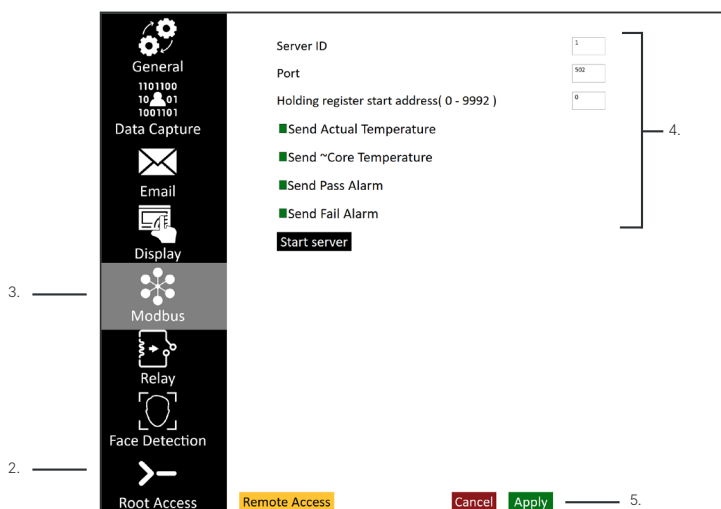 General
1101100
10 01
1001101
Data Capture
Email
Display
3.
Modbus
Relay
Face Detection
2.
Root Access
Server ID
1
Port
502
Holding register start address( 0 - 9992 )
0
Send Actual Temperature
Send ~Core Temperature
Send Pass Alarm
Send Fail Alarm
4.
Start server
Remote Access
Cancel
Apply
5.